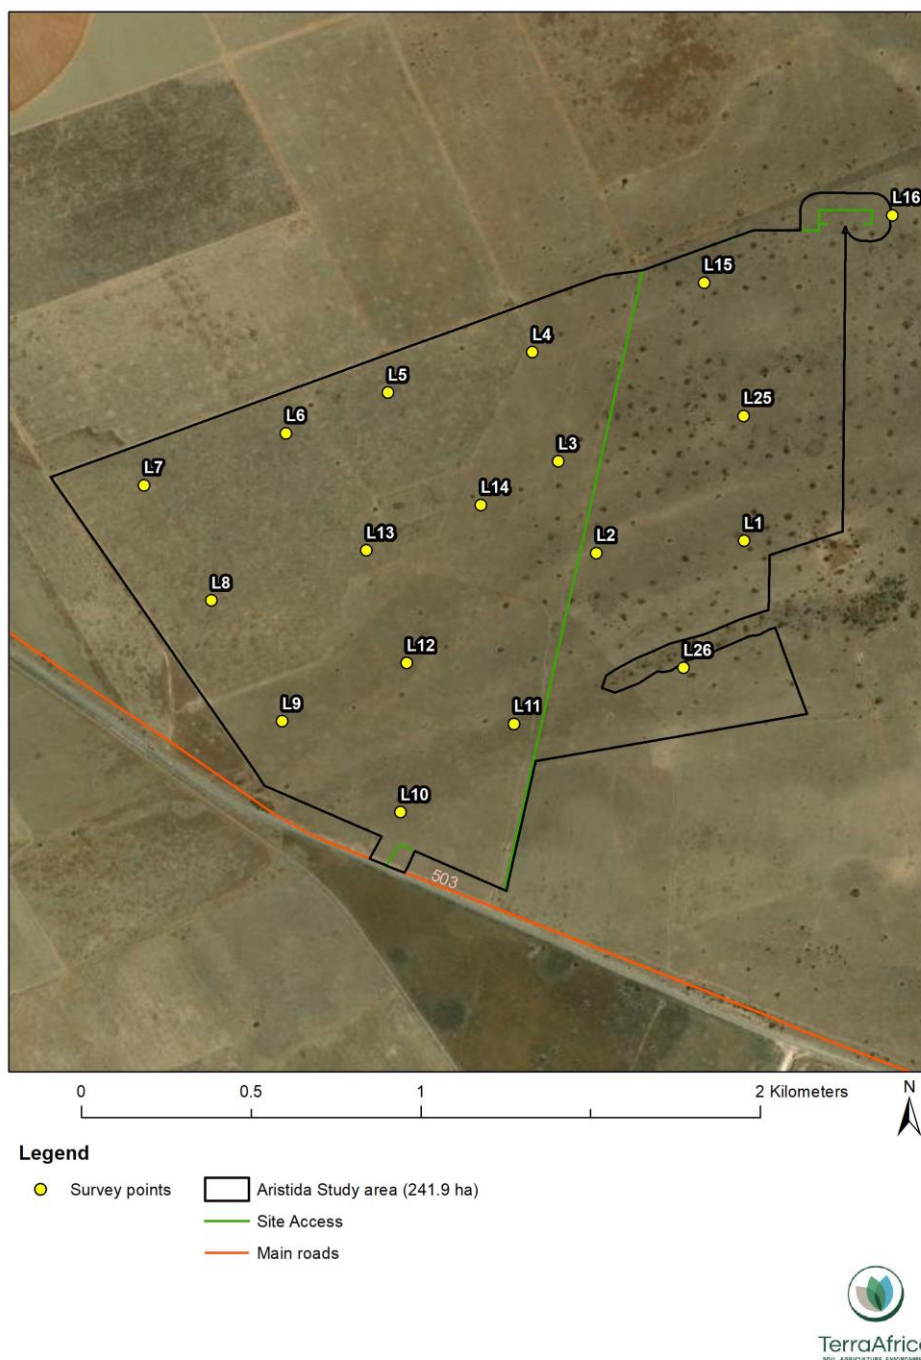 L16
L15
L4
L5
L25
L6
L3
L7
L14
L1
L13
L2
L8
L12
L26
L9
L11
L10
503
0 0.5 1 2 Kilometers
N
Legend
Survey points
Aristida Study area (241.9 ha)
Site Access
Main roads
TerraAfric